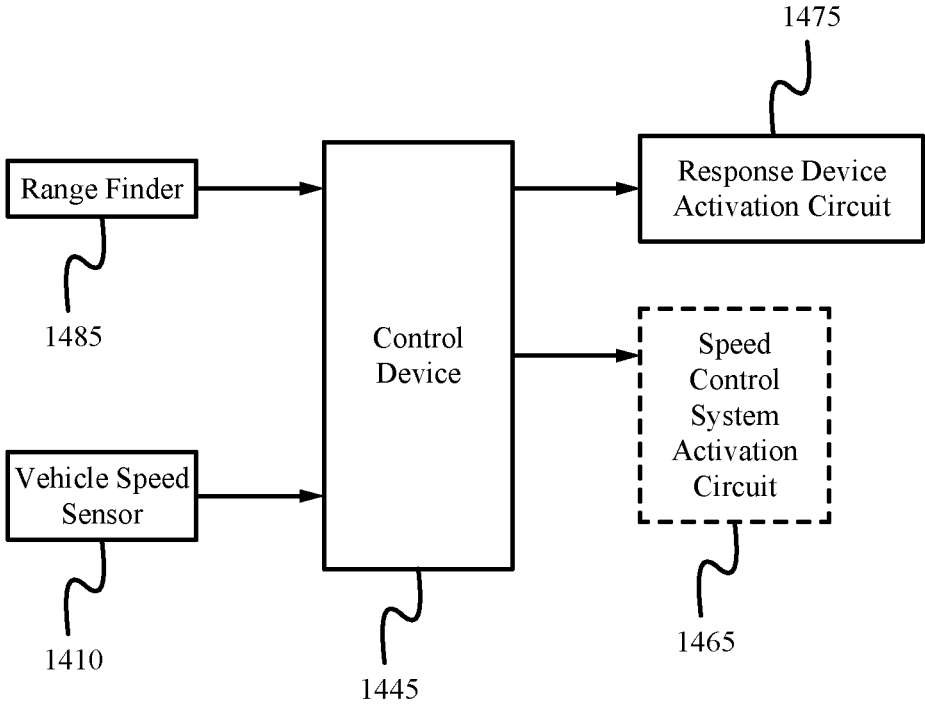 1475
Range Finder
Response Device
Activation Circuit
1485
Control
Device
Speed
Control
System
Activation
Circuit
Vehicle Speed
Sensor
1410
1445
1465